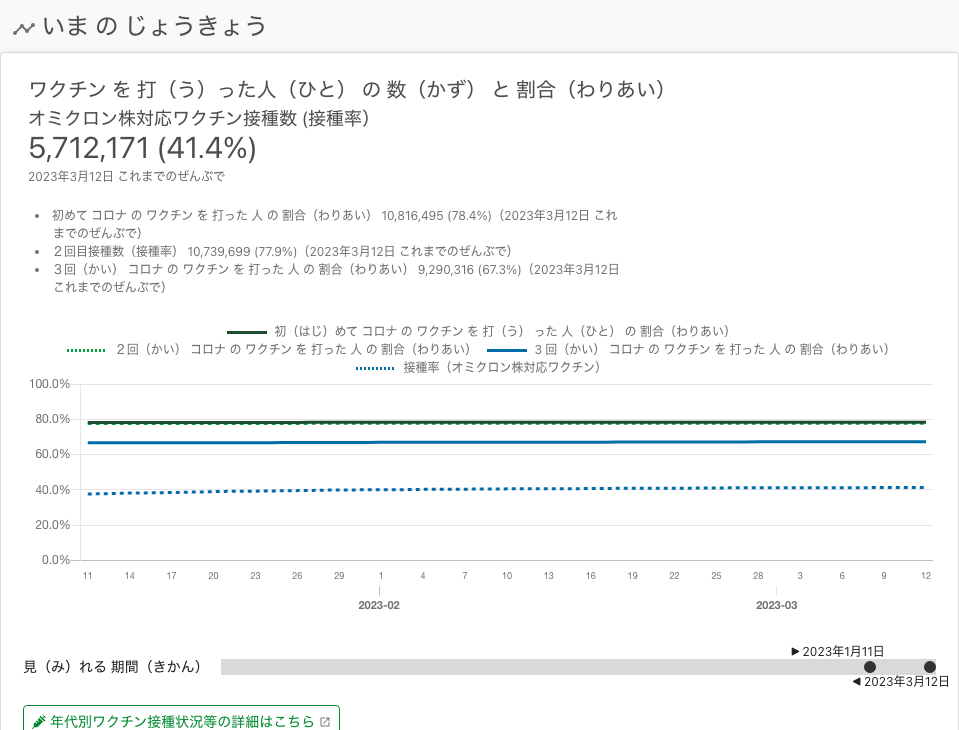 いま の じょうきょう
ワクチン を 打（う）った人（ひと） の 数（かず） と 割合（わりあい）
オミクロン株対応ワクチン接種数 (接種率)
5,712,171 (41.4%)
2023年3月12日 これまでのぜんぶで
• 初めて コロナ の ワクチン を 打った 人 の 割合（わりあい） 10,816,495 (78.4%)（2023年3月12日 これ
までのぜんぶで）
• ２回目接種数（接種率） 10,739,699 (77.9%)（2023年3月12日 これまでのぜんぶで）
• ３回（かい） コロナ の ワクチン を 打った 人 の 割合（わりあい） 9,290,316 (67.3%)（2023年3月12日
これまでのぜんぶで）
初（はじ）めて コロナ の ワクチン を 打（う） った 人（ひと） の 割合（わりあい）
２回（かい） コロナ の ワクチン を 打った 人 の 割合（わりあい） ３回（かい） コロナ の ワクチン を 打った 人 の 割合（わりあい）
接種率（オミクロン株対応ワクチン）
100.0%
80.0%
60.0%
40.0%
20.0%
0.0%
11 14 17 20 23 26 29 1 4 7 10 13 16 19 22 25 28 3 6 9 12
2023-02 2023-03
▶ 2023年1月11日
見（み）れる 期間（きかん）
◀ 2023年3月12日
年代別ワクチン接種状況等の詳細はこちら